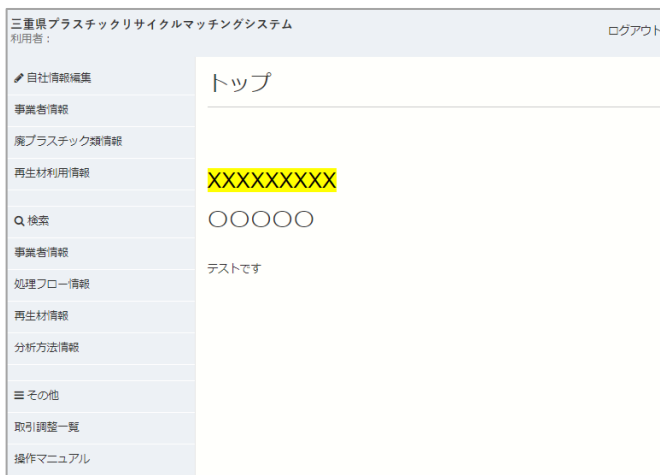 三重県プラスチックリサイクルマッチングシステム
利用者：
ログアウト
自社情報編集
事業者情報
廃プラスチック類情報
再生材利用情報
検索
事業者情報
処理フロー情報
再生材情報
分析方法情報
その他
取引調整一覧
操作マニュアル
トップ
XXXXXXXXX
〇〇〇〇〇
テストです